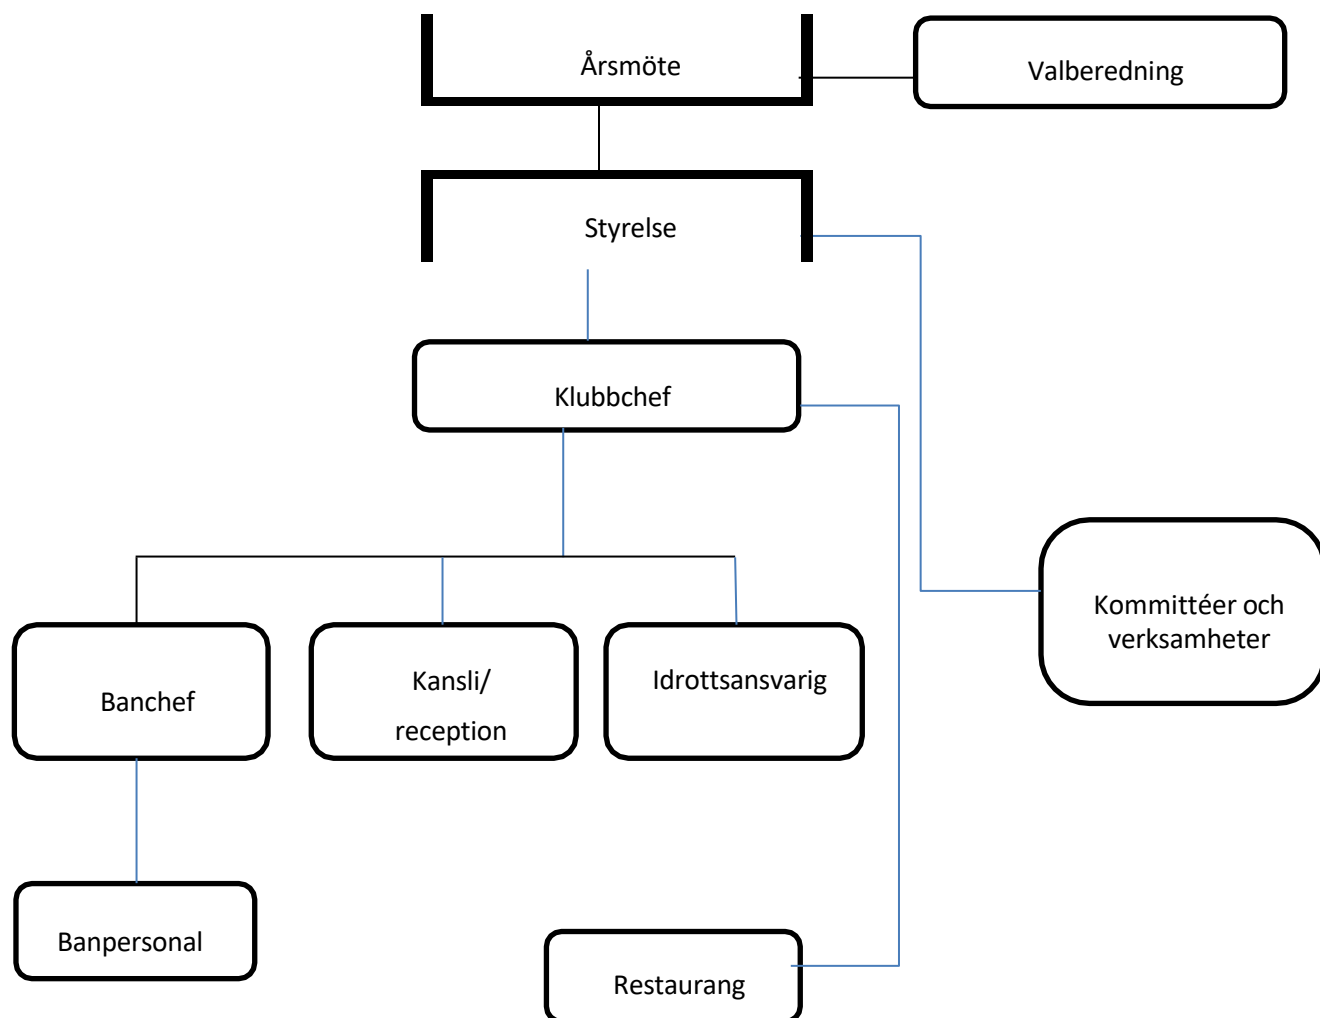 Årsmöte
Valberedning
Styrelse
Klubbchef
Kommittéer och
verksamheter
Banchef
Kansli/
reception
Idrottsansvarig
Banpersonal
Restaurang